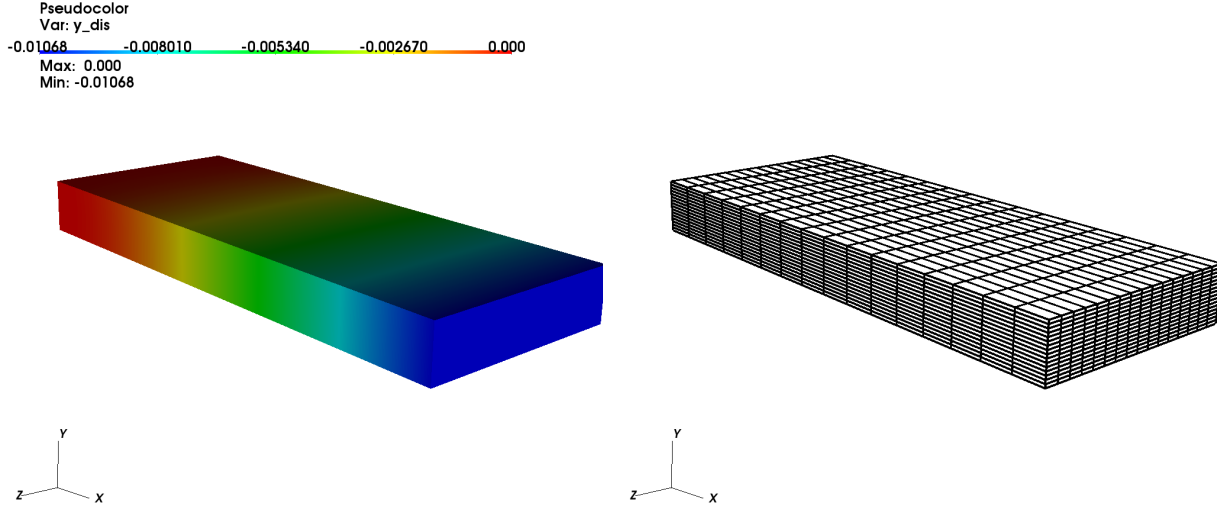 Pseudocolor
Var: y_dis
-0.01068 -0.008010 -0.005340 -0.002670 0.000
Max: 0.000
Min: -0.01068
Y
Z
X
Y
Z
X